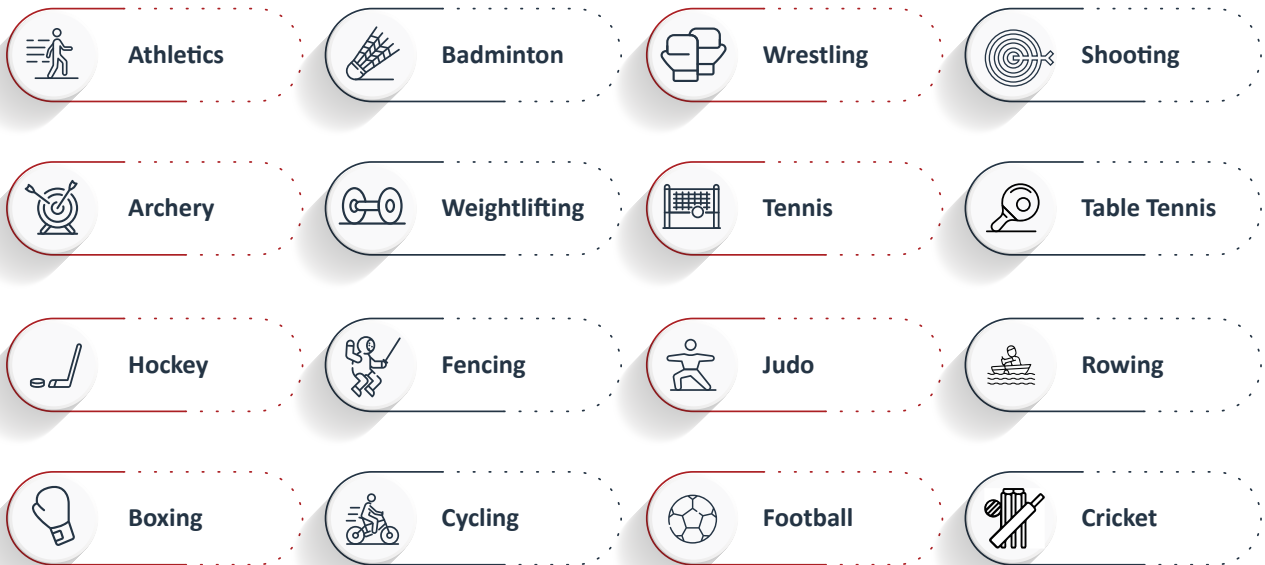 Athletics
Badminton
Wrestling
Shooting
Archery
Weightlifting
Tennis
Table Tennis
Hockey
Fencing
Judo
Rowing
Boxing
Cycling
Football
Cricket